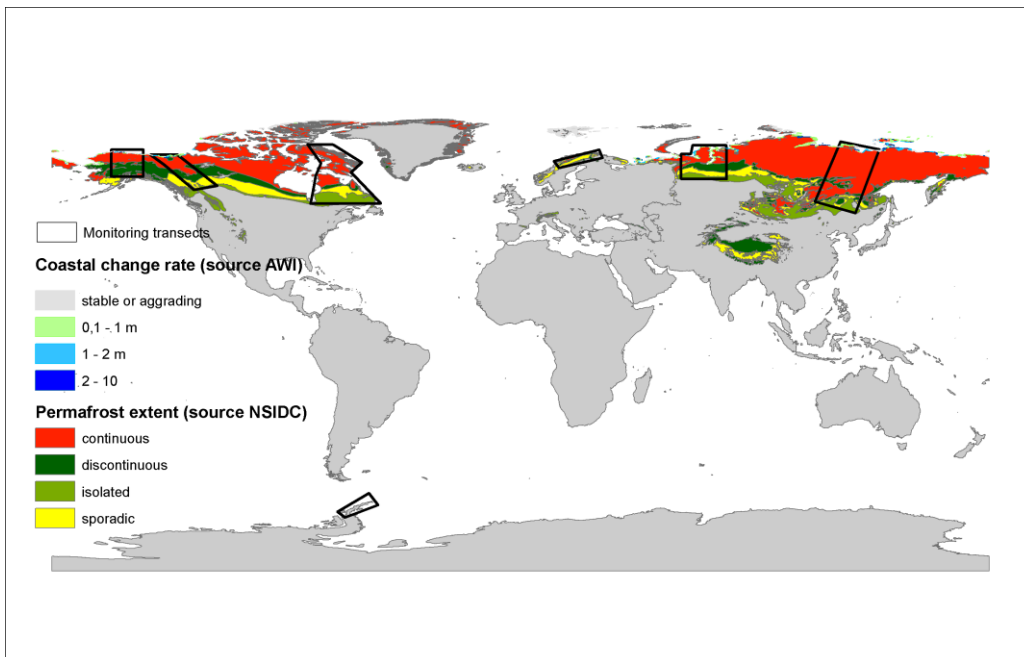 Monitoring transects
Coastal change rate (source AWI)
stable or aggrading
0,1 - 1 m
1 - 2 m
2 - 10
Permafrost extent (source NSIDC)
continuous
discontinuous
isolated
sporadic